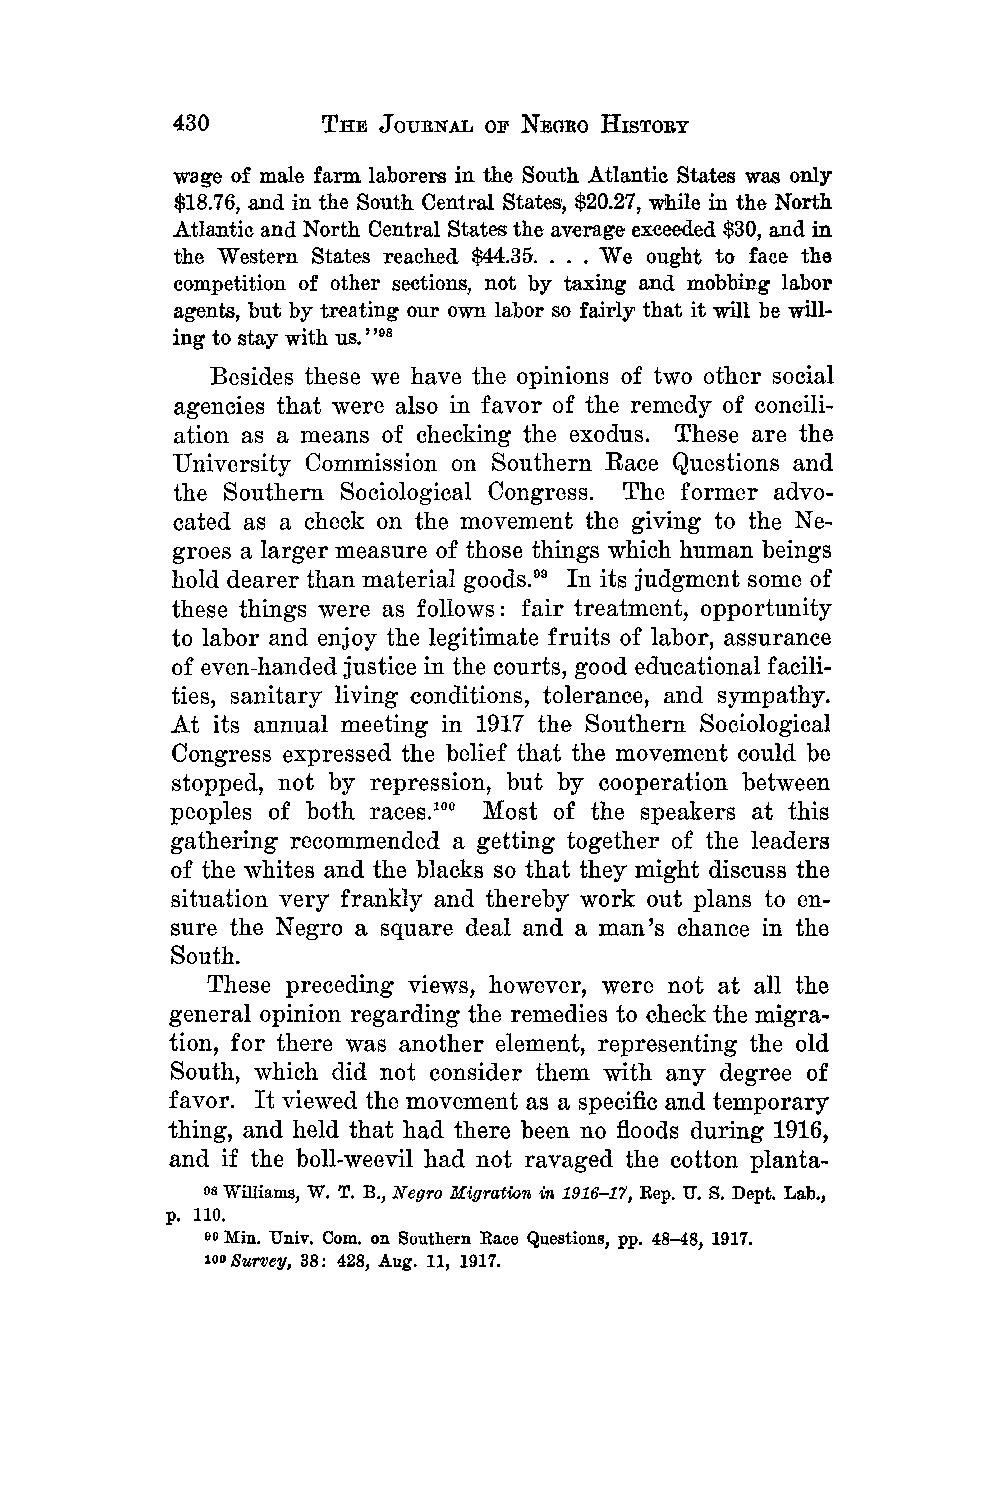 430 THE JOURNAL OF NEGRO HISTORY
wage of male farm laborers in the South Atlantic States was only
$18.76, and in the South Central States, $20.27, while in the North
Atlantic and North Central States the average exceeded $30, and in
the Western States reached $44.35. . . . We ought to face the
competition of other sections, not by taxing and mobbing labor
agents, but by treating our own labor so fairly that it will be will-
ing to stay with us.''⁹⁸
Besides these we have the opinions of two other social
agencies that were also in favor of the remedy of concili-
ation as a means of checking the exodus. These are the
University Commission on Southern Race Questions and
the Southern Sociological Congress. The former advo-
cated as a check on the movement the giving to the Ne-
groes a larger measure of those things which human beings
hold dearer than material goods.⁹⁹ In its judgment some of
these things were as follows: fair treatment, opportunity
to labor and enjoy the legitimate fruits of labor, assurance
of even-handed justice in the courts, good educational facili-
ties, sanitary living conditions, tolerance, and sympathy.
At its annual meeting in 1917 the Southern Sociological
Congress expressed the belief that the movement could be
stopped, not by repression, but by cooperation between
peoples of both races.¹⁰⁰ Most of the speakers at this
gathering recommended a getting together of the leaders
of the whites and the blacks so that they might discuss the
situation very frankly and thereby work out plans to en-
sure the Negro a square deal and a man's chance in the
South.
These preceding views, however, were not at all the
general opinion regarding the remedies to check the migra-
tion, for there was another element, representing the old
South, which did not consider them with any degree of
favor. It viewed the movement as a specific and temporary
thing, and held that had there been no floods during 1916,
and if the boll-weevil had not ravaged the cotton planta-
⁹⁸ Williams, W. T. B., Negro Migration in 1916–17, Rep. U. S. Dept. Lab.,
p. 110.
⁹⁹ Min. Univ. Com. on Southern Race Questions, pp. 48–48, 1917.
¹⁰⁰ Survey, 38: 428, Aug. 11, 1917.